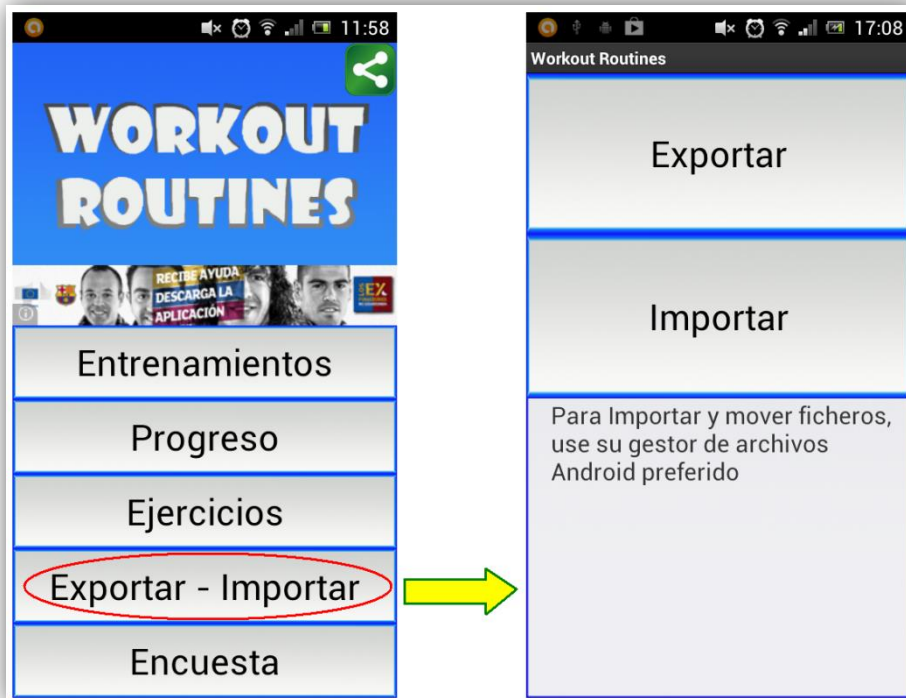 11:58
WORKOUT
ROUTINES
RECIBE AYUDA
DESCARGA LA
APLICACIÓN
Entrenamientos
Progreso
Ejercicios
Exportar - Importar
Encuesta
17:08
Workout Routines
Exportar
Importar
Para Importar y mover ficheros,
use su gestor de archivos
Android preferido